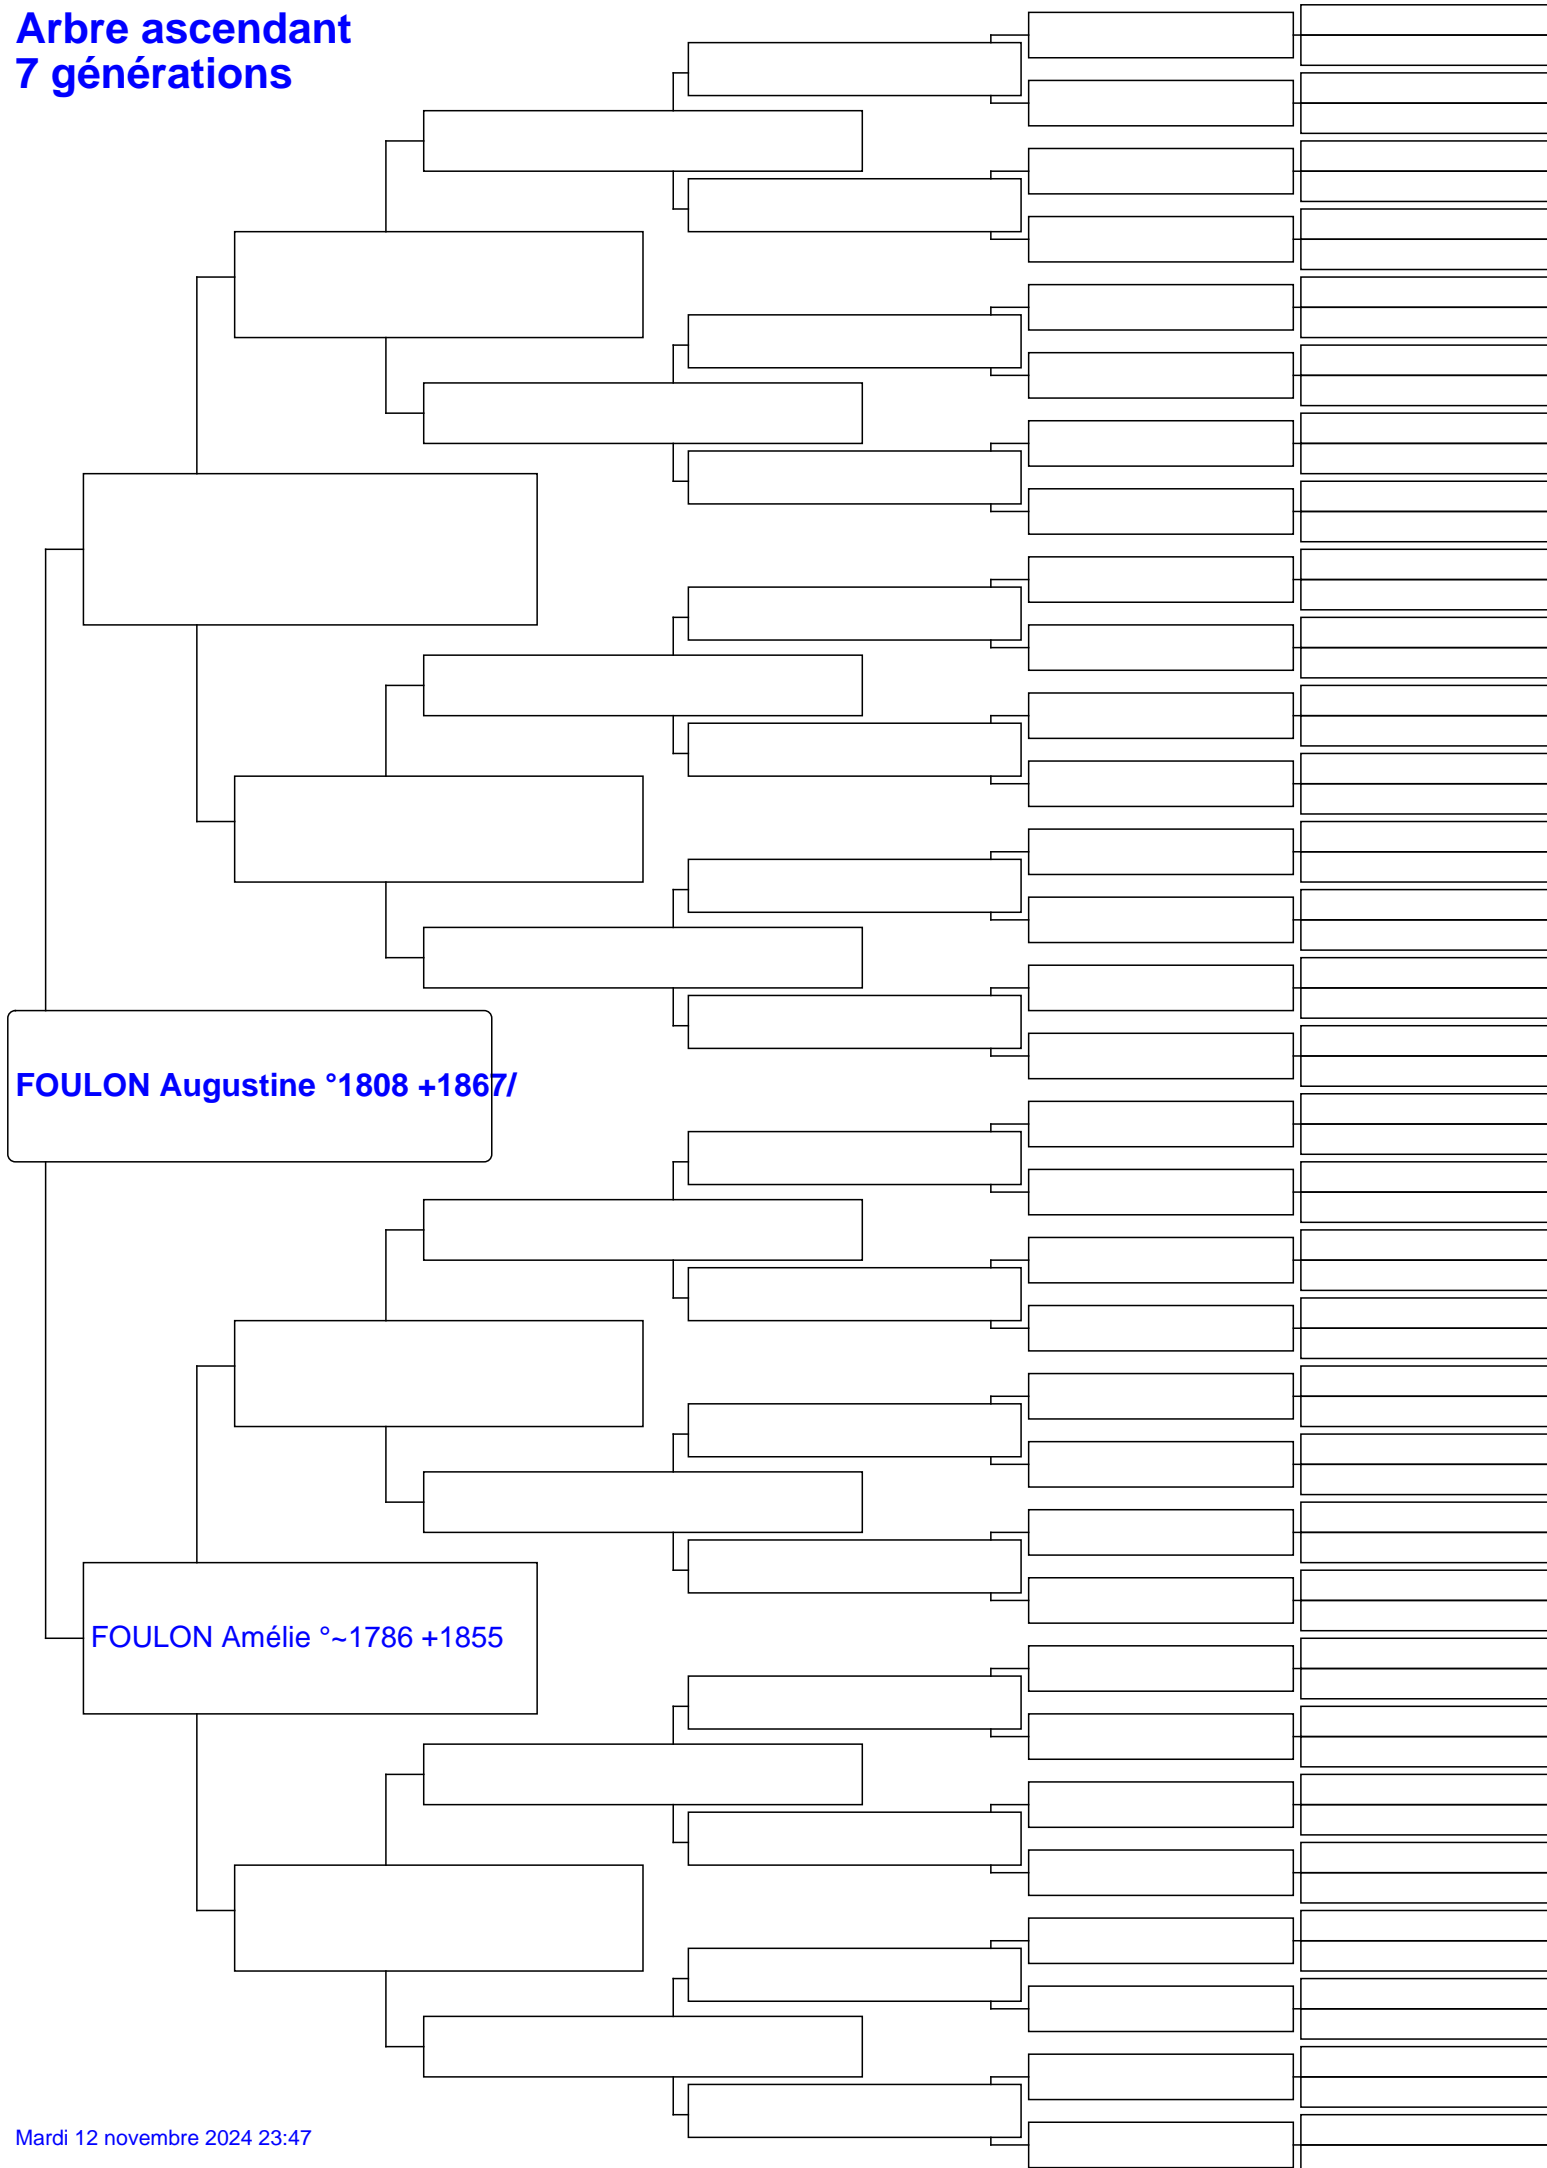 Arbre ascendant
7 générations
FOULON Augustine °1808 +1867/
FOULON Amélie °~1786 +1855
Mardi 12 novembre 2024 23:47